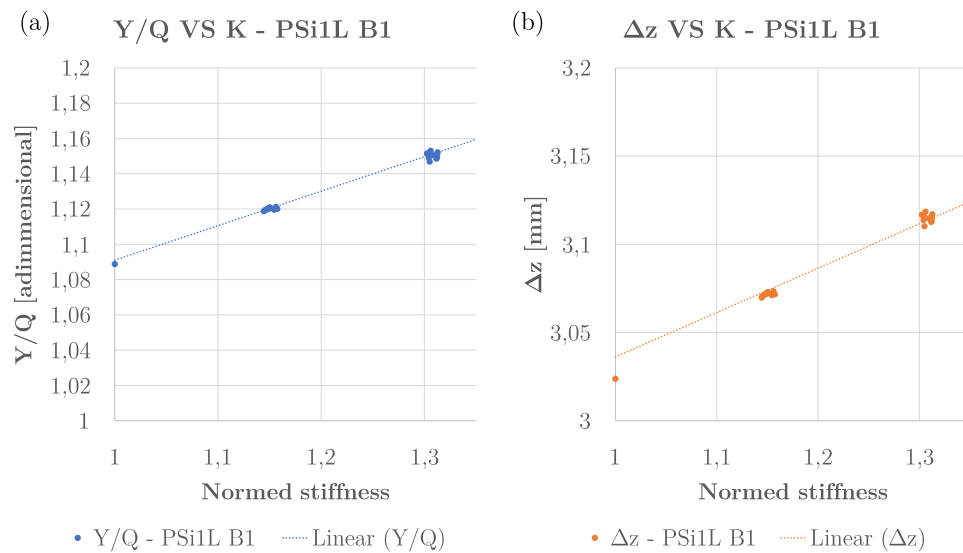 (a) Y/Q VS K - PSi1L B1
1,2
1,18
1,16
1,14
1,12
1,1
1,08
1,06
1,04
1,02
1
Y/Q [adimmensional]
1 1,1 1,2 1,3
Normed stiffness
Y/Q - PSi1L B1 Linear (Y/Q)
(b) Δz VS K - PSi1L B1
3,2
3,15
3,1
3,05
3
Δz [mm]
1 1,1 1,2 1,3
Normed stiffness
Δz - PSi1L B1 Linear (Δz)